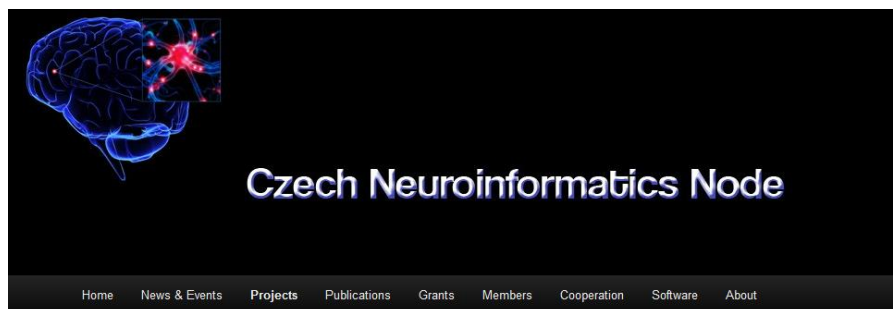 Czech Neuroinformatics Node
Home News & Events Projects Publications Grants Members Cooperation Software About